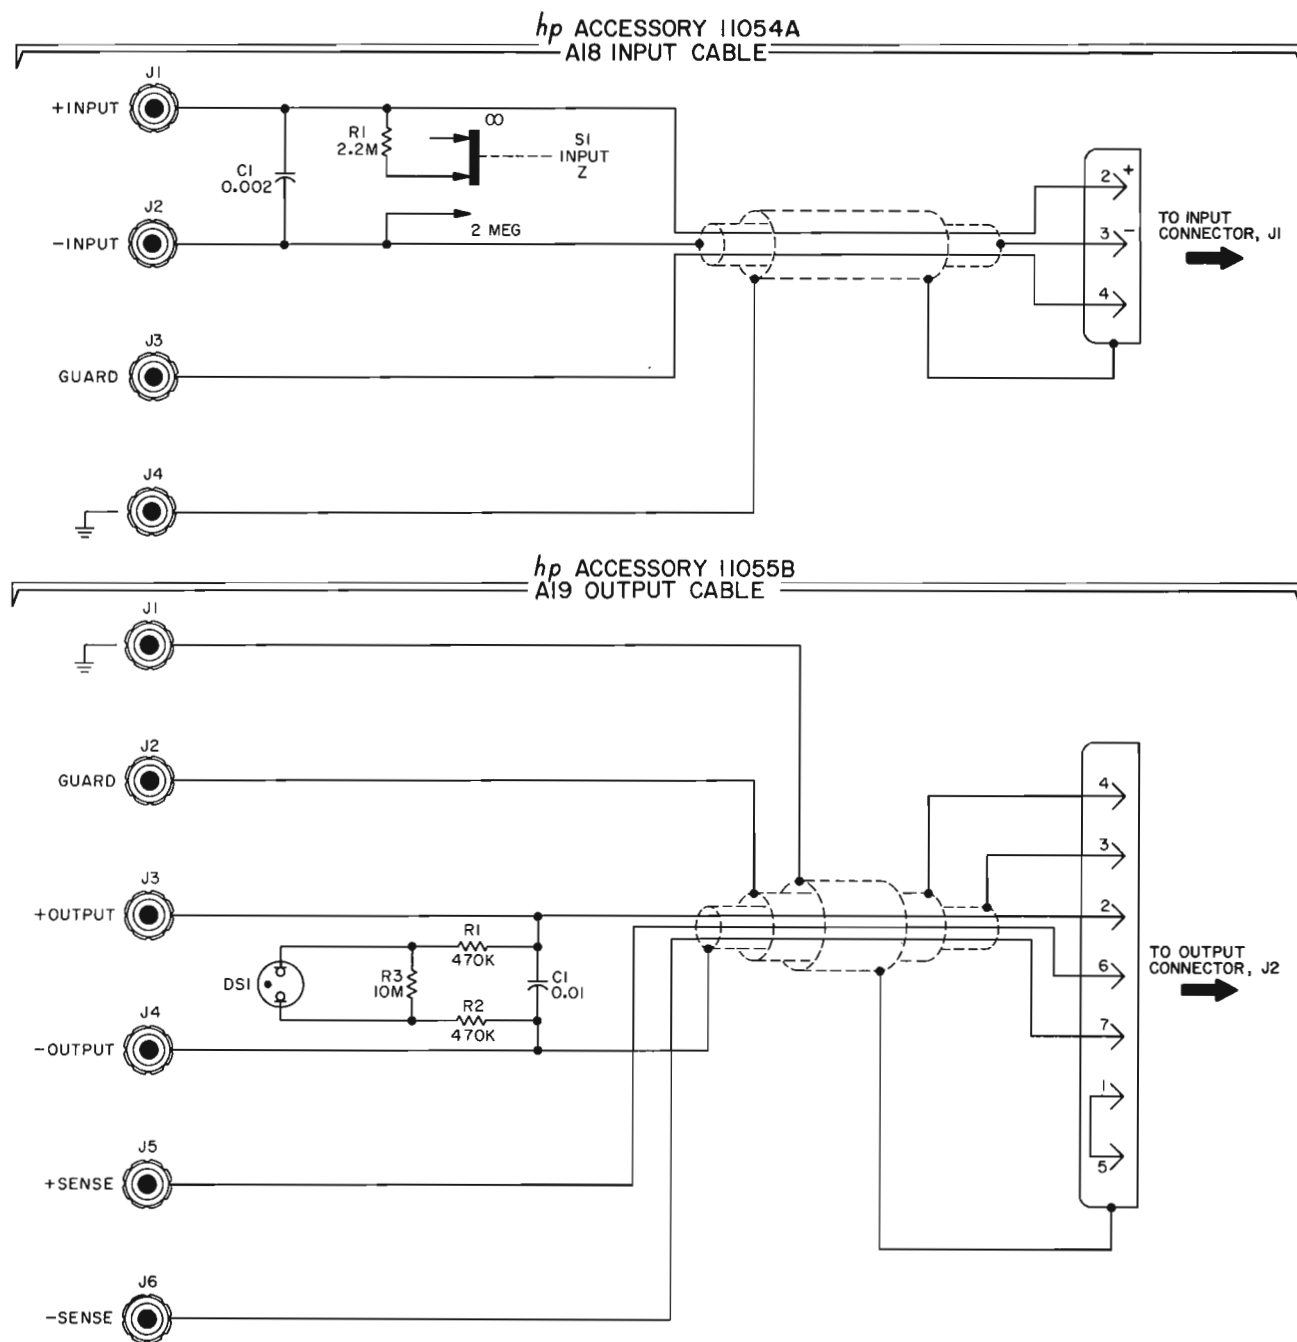 hp ACCESSORY 11054A
A18 INPUT CABLE
J1
+INPUT
R1
2.2M
∞
S1
INPUT
Z
C1
0.002
J2
-INPUT
2 MEG
2
+
3
-
4
TO INPUT
CONNECTOR, J1
J3
GUARD
J4
hp ACCESSORY 11055B
A19 OUTPUT CABLE
J1
J2
GUARD
J3
+OUTPUT
R1
470K
DS1
R3
10M
C1
0.01
R2
470K
J4
-OUTPUT
4
3
2
6
7
1
5
TO OUTPUT
CONNECTOR, J2
J5
+SENSE
J6
-SENSE